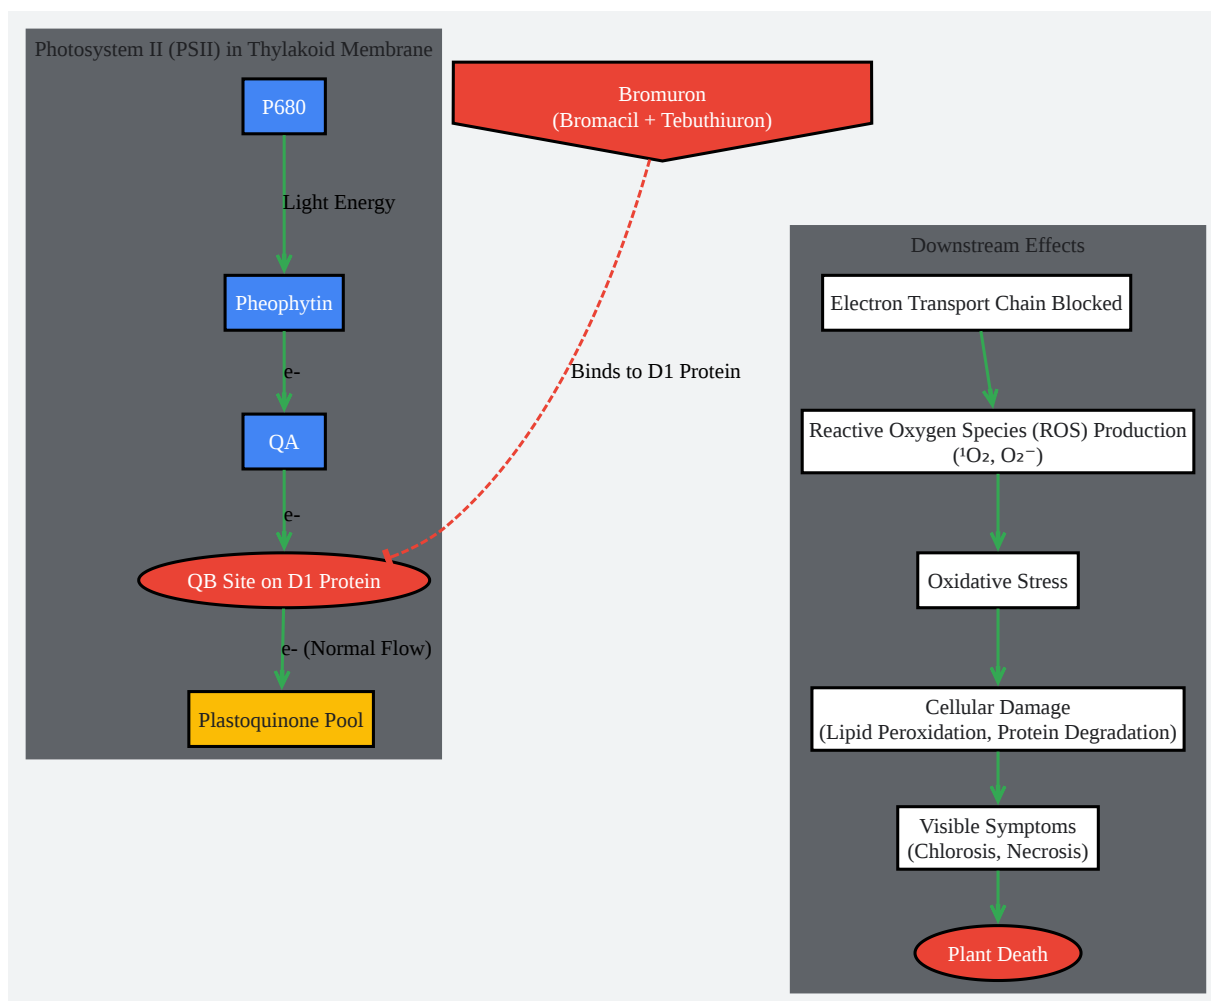 Photosystem II (PSII) in Thylakoid Membrane
P680
Light Energy
Pheophytin
e-
QA
e-
QB Site on D1 Protein
e- (Normal Flow)
Plastoquinone Pool
Bromuron
(Bromacil + Tebuthiuron)
Binds to D1 Protein
Downstream Effects
Electron Transport Chain Blocked
Reactive Oxygen Species (ROS) Production
(¹O₂, O₂⁻)
Oxidative Stress
Cellular Damage
(Lipid Peroxidation, Protein Degradation)
Visible Symptoms
(Chlorosis, Necrosis)
Plant Death